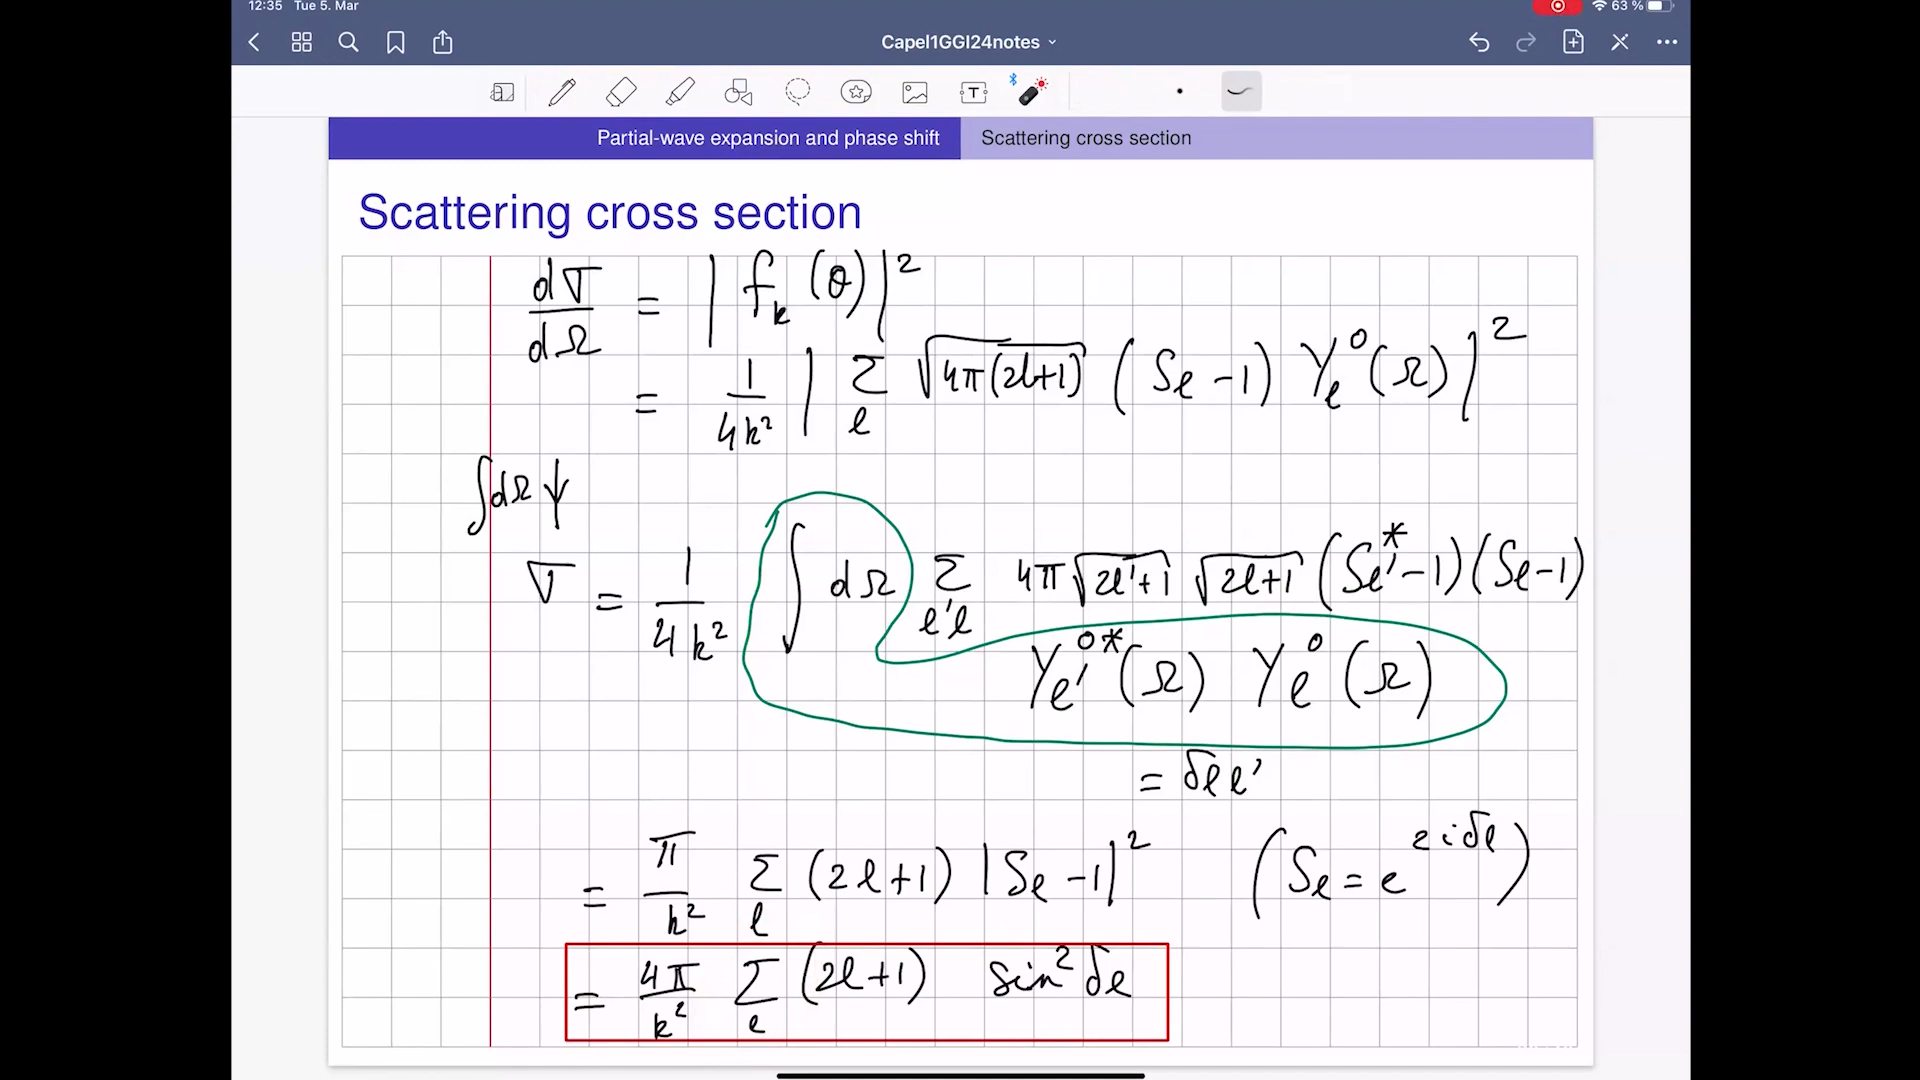 12:35 Tue 5. Mar 63 %
Capel1GGI24notes
Partial-wave expansion and phase shift Scattering cross section
Scattering cross section
dσ/dΩ = |f_k(θ)|²
= 1/4k² |Σ_l √4π(2l+1) (S_l -1) Y_l^0(Ω)|²
∫dΩ ↓
σ = 1/4k² ∫ dΩ Σ_l'l 4π √2l'+1 √2l+1 (S_l'* -1)(S_l -1)
Y_l'^0*(Ω) Y_l^0(Ω)
= δ_ll'
= π/k² Σ_l (2l+1) |S_l -1|² (S_l = e^2iδ_l)
= 4π/k² Σ_l (2l+1) sin² δ_l